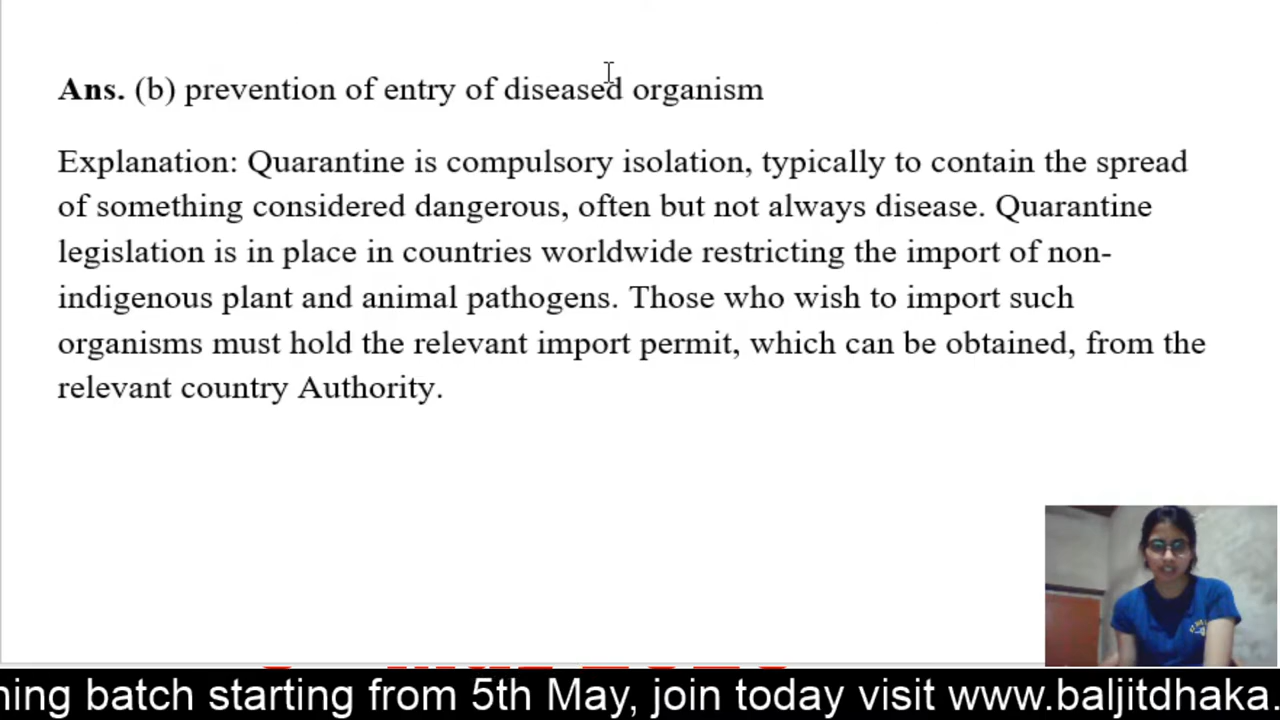 Ans. (b) prevention of entry of diseased organism
Explanation: Quarantine is compulsory isolation, typically to contain the spread
of something considered dangerous, often but not always disease. Quarantine
legislation is in place in countries worldwide restricting the import of non-
indigenous plant and animal pathogens. Those who wish to import such
organisms must hold the relevant import permit, which can be obtained, from the
relevant country Authority.
ning batch starting from 5th May, join today visit www.baljitdhaka.